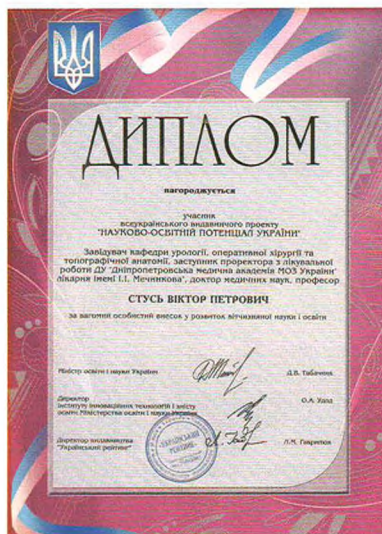 ДИПЛОМ
нагороджується
учасник
всеукраїнського видавничого проекту
"НАУКОВО-ОСВІТНІЙ ПОТЕНЦІАЛ УКРАЇНИ"
Завідувач кафедри урології, оперативної хірургії та
топографічної анатомії, заступник проректора з лікувальної
роботи ДУ "Дніпропетровська медична академія МОЗ України"
лікарня імені І.І. Мечникова", доктор медичних наук, професор
СТУСЬ ВІКТОР ПЕТРОВИЧ
за вагомий особистий внесок у розвиток вітчизняної науки і освіти
Міністр освіти і науки України
Д.В. Табачник
Директор
Інституту інноваційних технологій і змісту
освіти Міністерства освіти і науки України
О.А. Удод
Директор видавництва
"Український рейтинг"
Л.М. Гаврилюк
"УКРАЇНСЬКИЙ
РЕЙТИНГ"